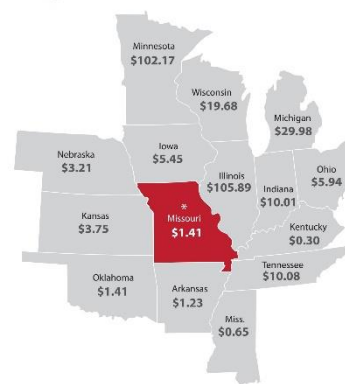 Minnesota
$102.17
Wisconsin
$19.68
Michigan
$29.98
Iowa
$5.45
Nebraska
$3.21
Illinois
$105.89
Indiana
$10.01
Ohio
$5.94
*
Missouri
$1.41
Kansas
$3.75
Kentucky
$0.30
Tennessee
$10.08
Oklahoma
$1.41
Arkansas
$1.23
Miss.
$0.65